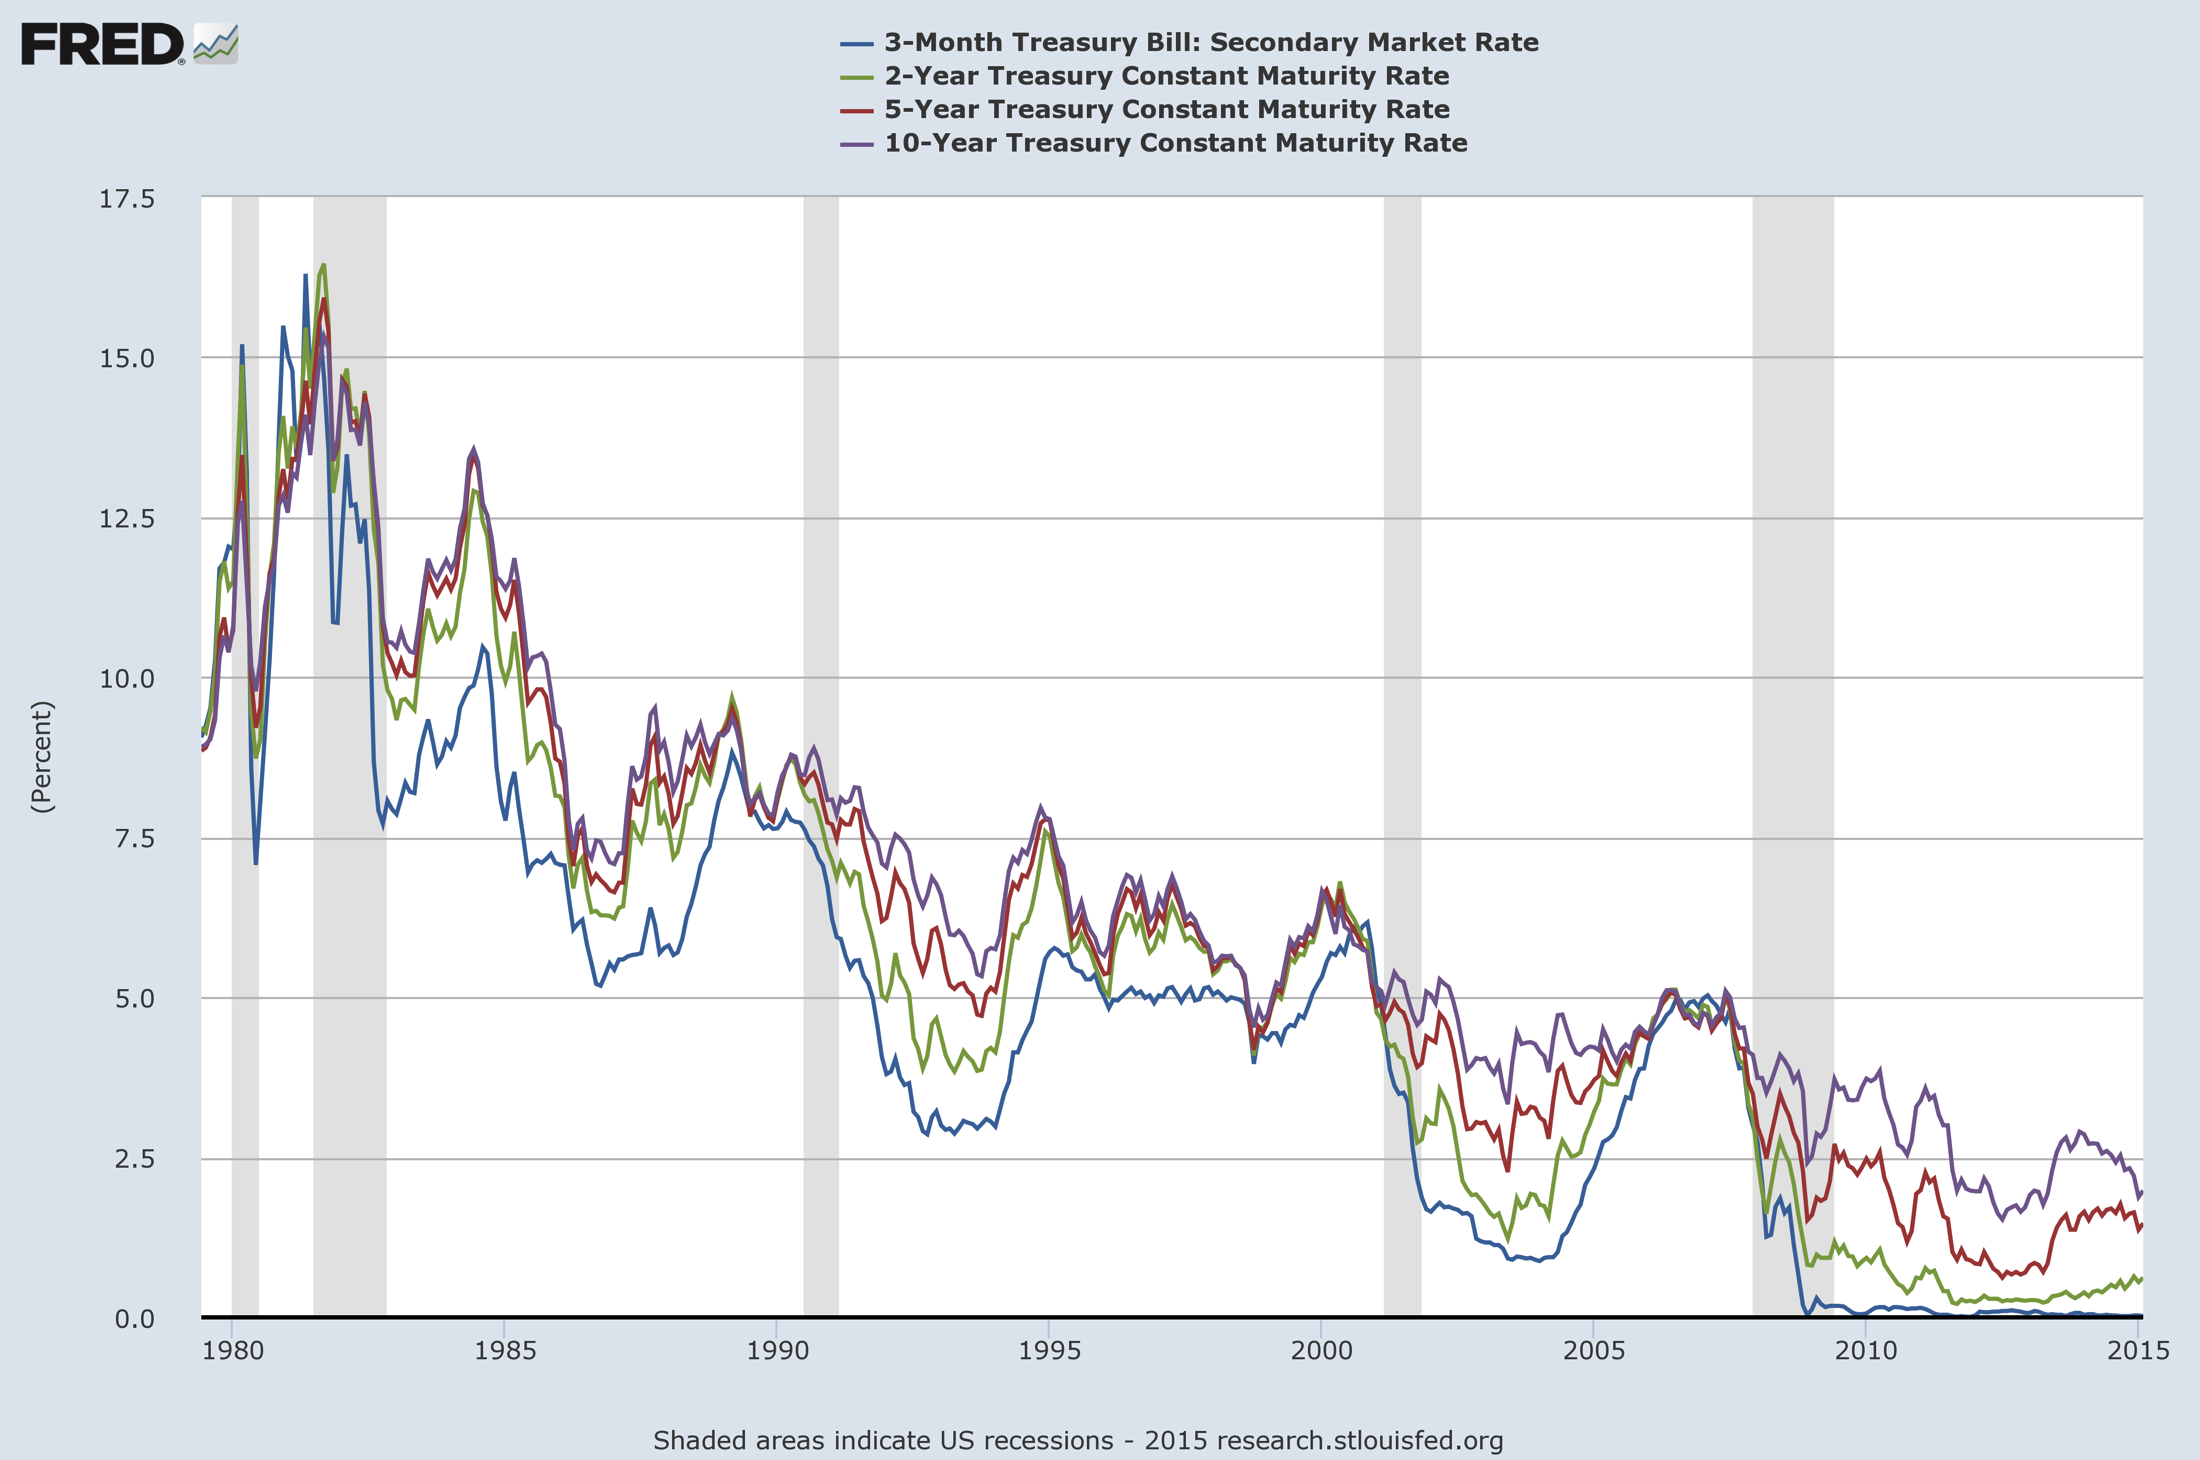 FRED®
3-Month Treasury Bill: Secondary Market Rate
2-Year Treasury Constant Maturity Rate
5-Year Treasury Constant Maturity Rate
10-Year Treasury Constant Maturity Rate
17.5
15.0
12.5
10.0
7.5
5.0
2.5
0.0
(Percent)
1980 1985 1990 1995 2000 2005 2010 2015
Shaded areas indicate US recessions - 2015 research.stlouisfed.org